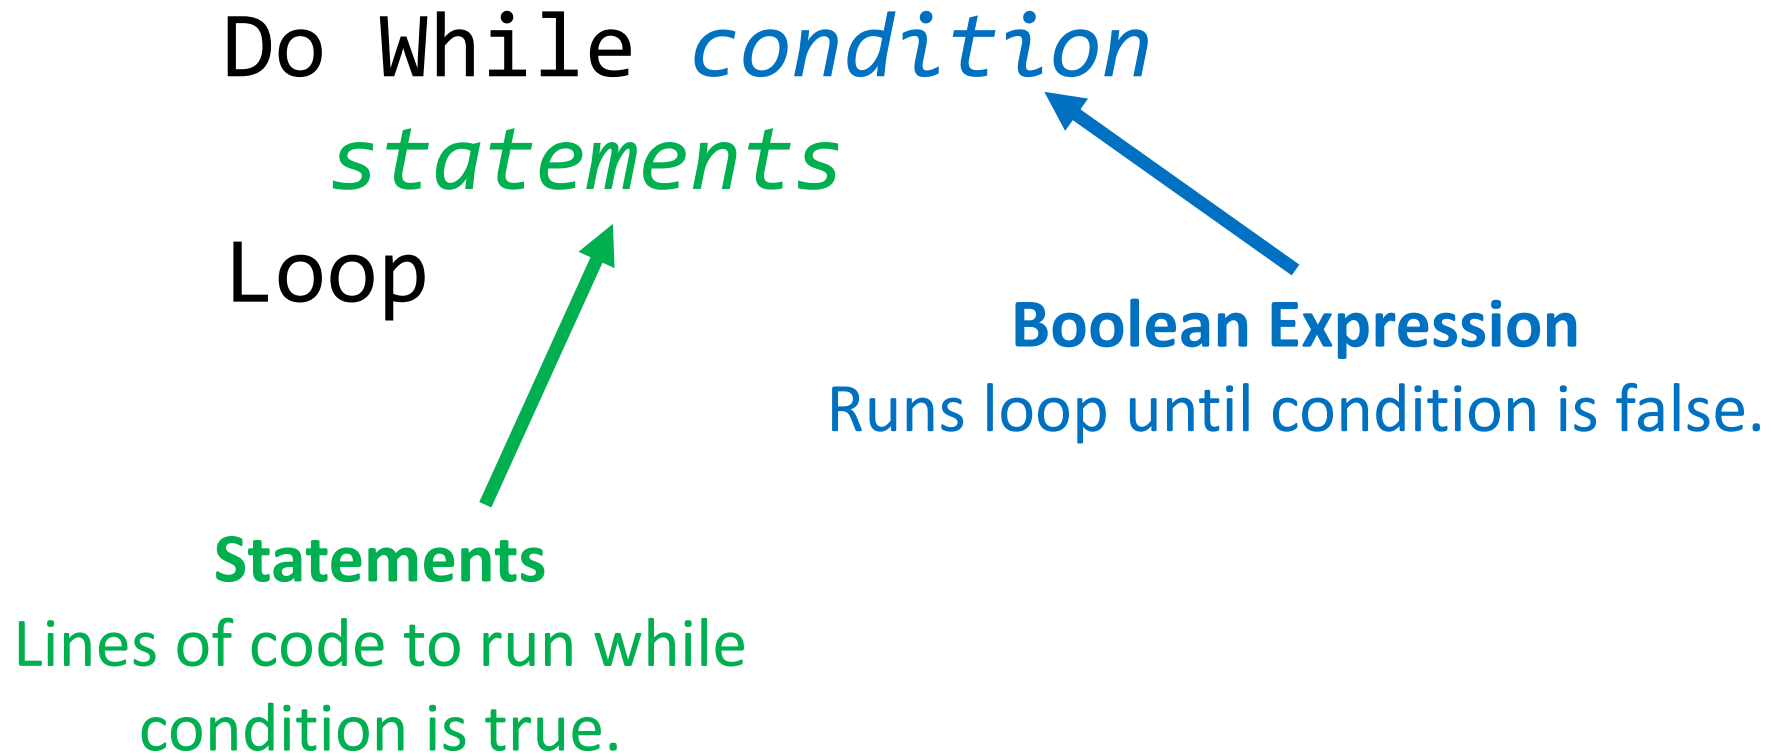 Do While condition
statements
Loop
Boolean Expression
Runs loop until condition is false.
Statements
Lines of code to run while
condition is true.